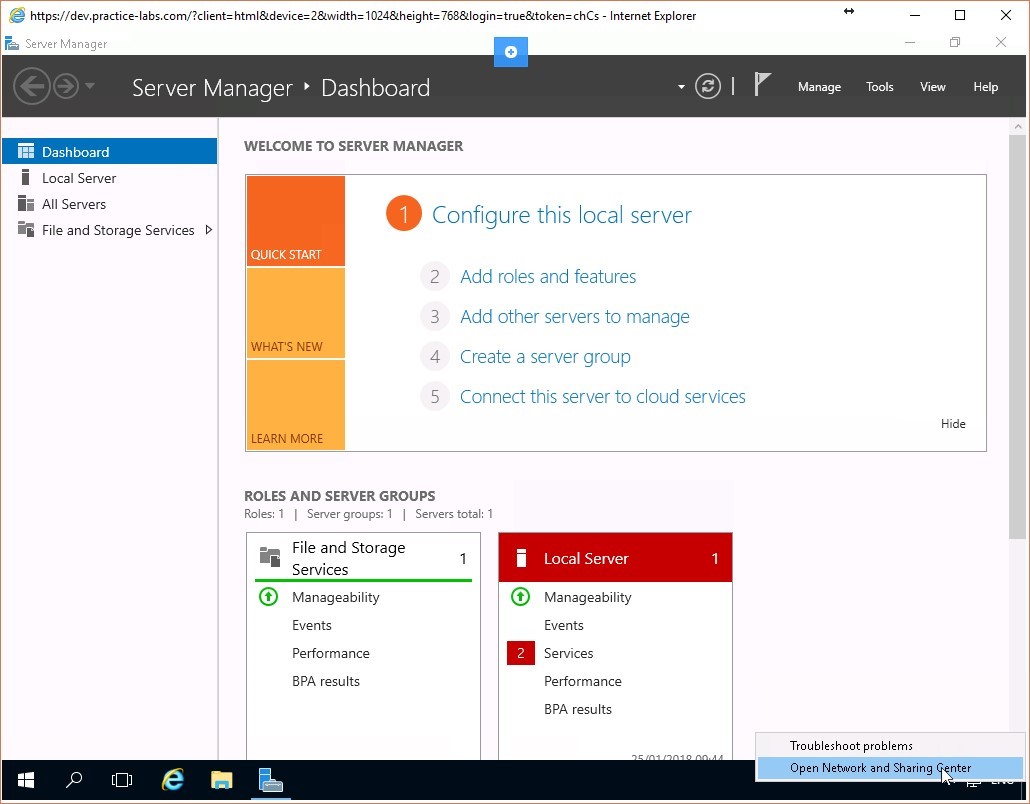 https://dev.practice-labs.com/?client=html&device=2&width=1024&height=768&login=true&token=chCs - Internet Explorer
Server Manager
Server Manager ‣ Dashboard
Manage Tools View Help
Dashboard
Local Server
All Servers
File and Storage Services
WELCOME TO SERVER MANAGER
QUICK START
WHAT'S NEW
LEARN MORE
1 Configure this local server
2 Add roles and features
3 Add other servers to manage
4 Create a server group
5 Connect this server to cloud services
Hide
ROLES AND SERVER GROUPS
Roles: 1 | Server groups: 1 | Servers total: 1
File and Storage
Services
1
Manageability
Events
Performance
BPA results
Local Server 1
Manageability
Events
2 Services
Performance
BPA results
25/01/2018 09:44
Troubleshoot problems
Open Network and Sharing Center
ENG